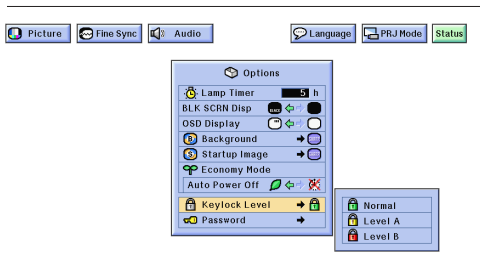 Picture Fine Sync Audio Language PRJ Mode Status
Options
Lamp Timer 5 h
BLK SCRN Disp
OSD Display
Background
Startup Image
Economy Mode
Auto Power Off
Keylock Level
Normal
Password
Level A
Level B